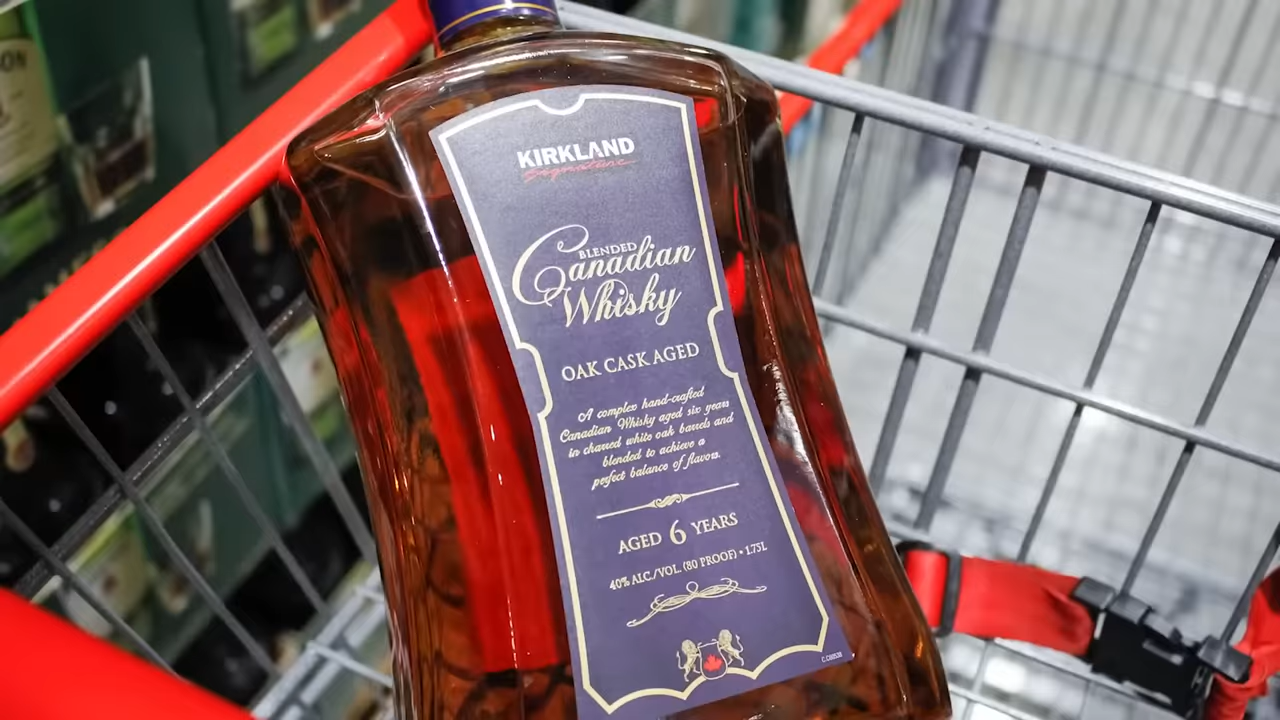 ON
KIRKLAND
Signature
BLENDED
Canadian
Whisky
OAK CASK AGED
A complex hand-crafted
Canadian Whisky aged six years
in charred white oak barrels and
blended to achieve a
perfect balance of flavors.
AGED 6 YEARS
40% ALC./VOL. (80 PROOF) • 1.75L